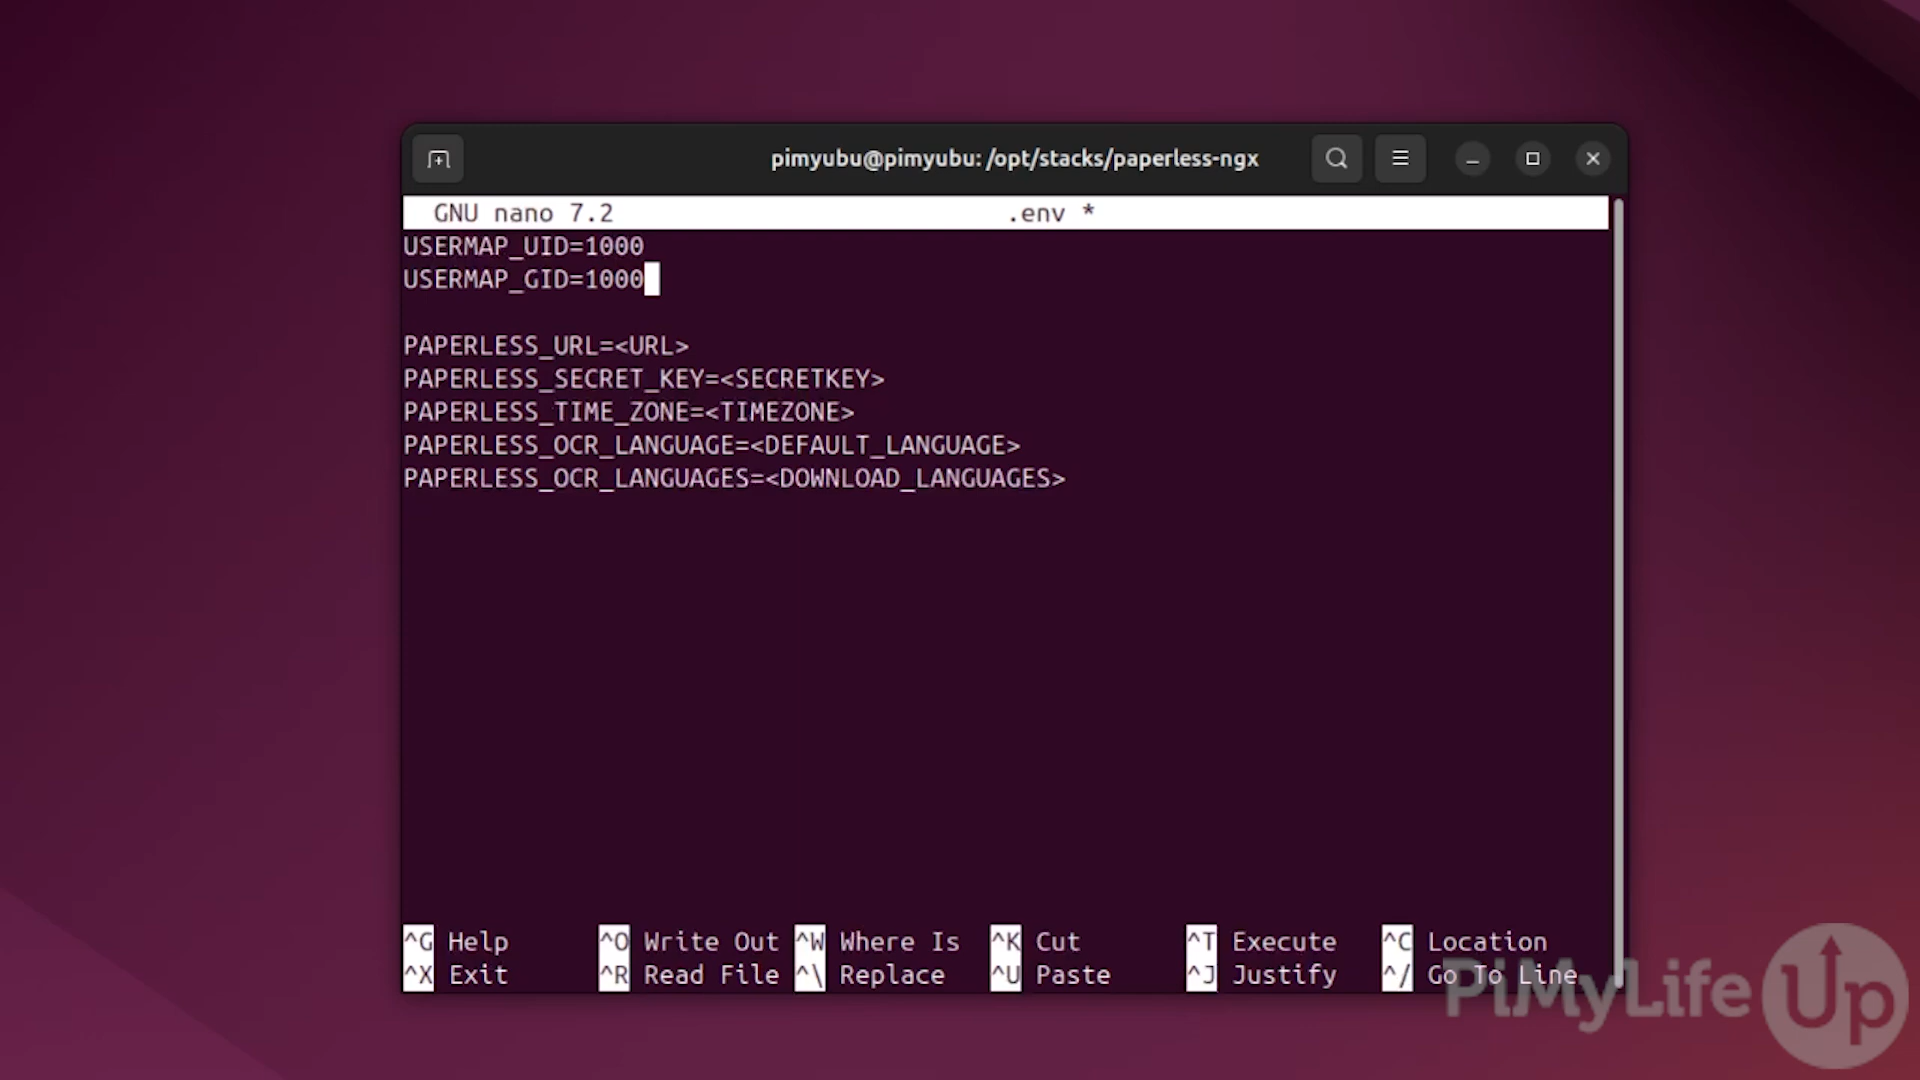 pimyubu@pimyubu: /opt/stacks/paperless-ngx
GNU nano 7.2 .env *
USERMAP_UID=1000
USERMAP_GID=1000
PAPERLESS_URL=<URL>
PAPERLESS_SECRET_KEY=<SECRETKEY>
PAPERLESS_TIME_ZONE=<TIMEZONE>
PAPERLESS_OCR_LANGUAGE=<DEFAULT_LANGUAGE>
PAPERLESS_OCR_LANGUAGES=<DOWNLOAD_LANGUAGES>
^G Help ^O Write Out ^W Where Is ^K Cut ^T Execute ^C Location
^X Exit ^R Read File ^\ Replace ^U Paste ^J Justify ^/ Go To Line
PiMyLifeUp